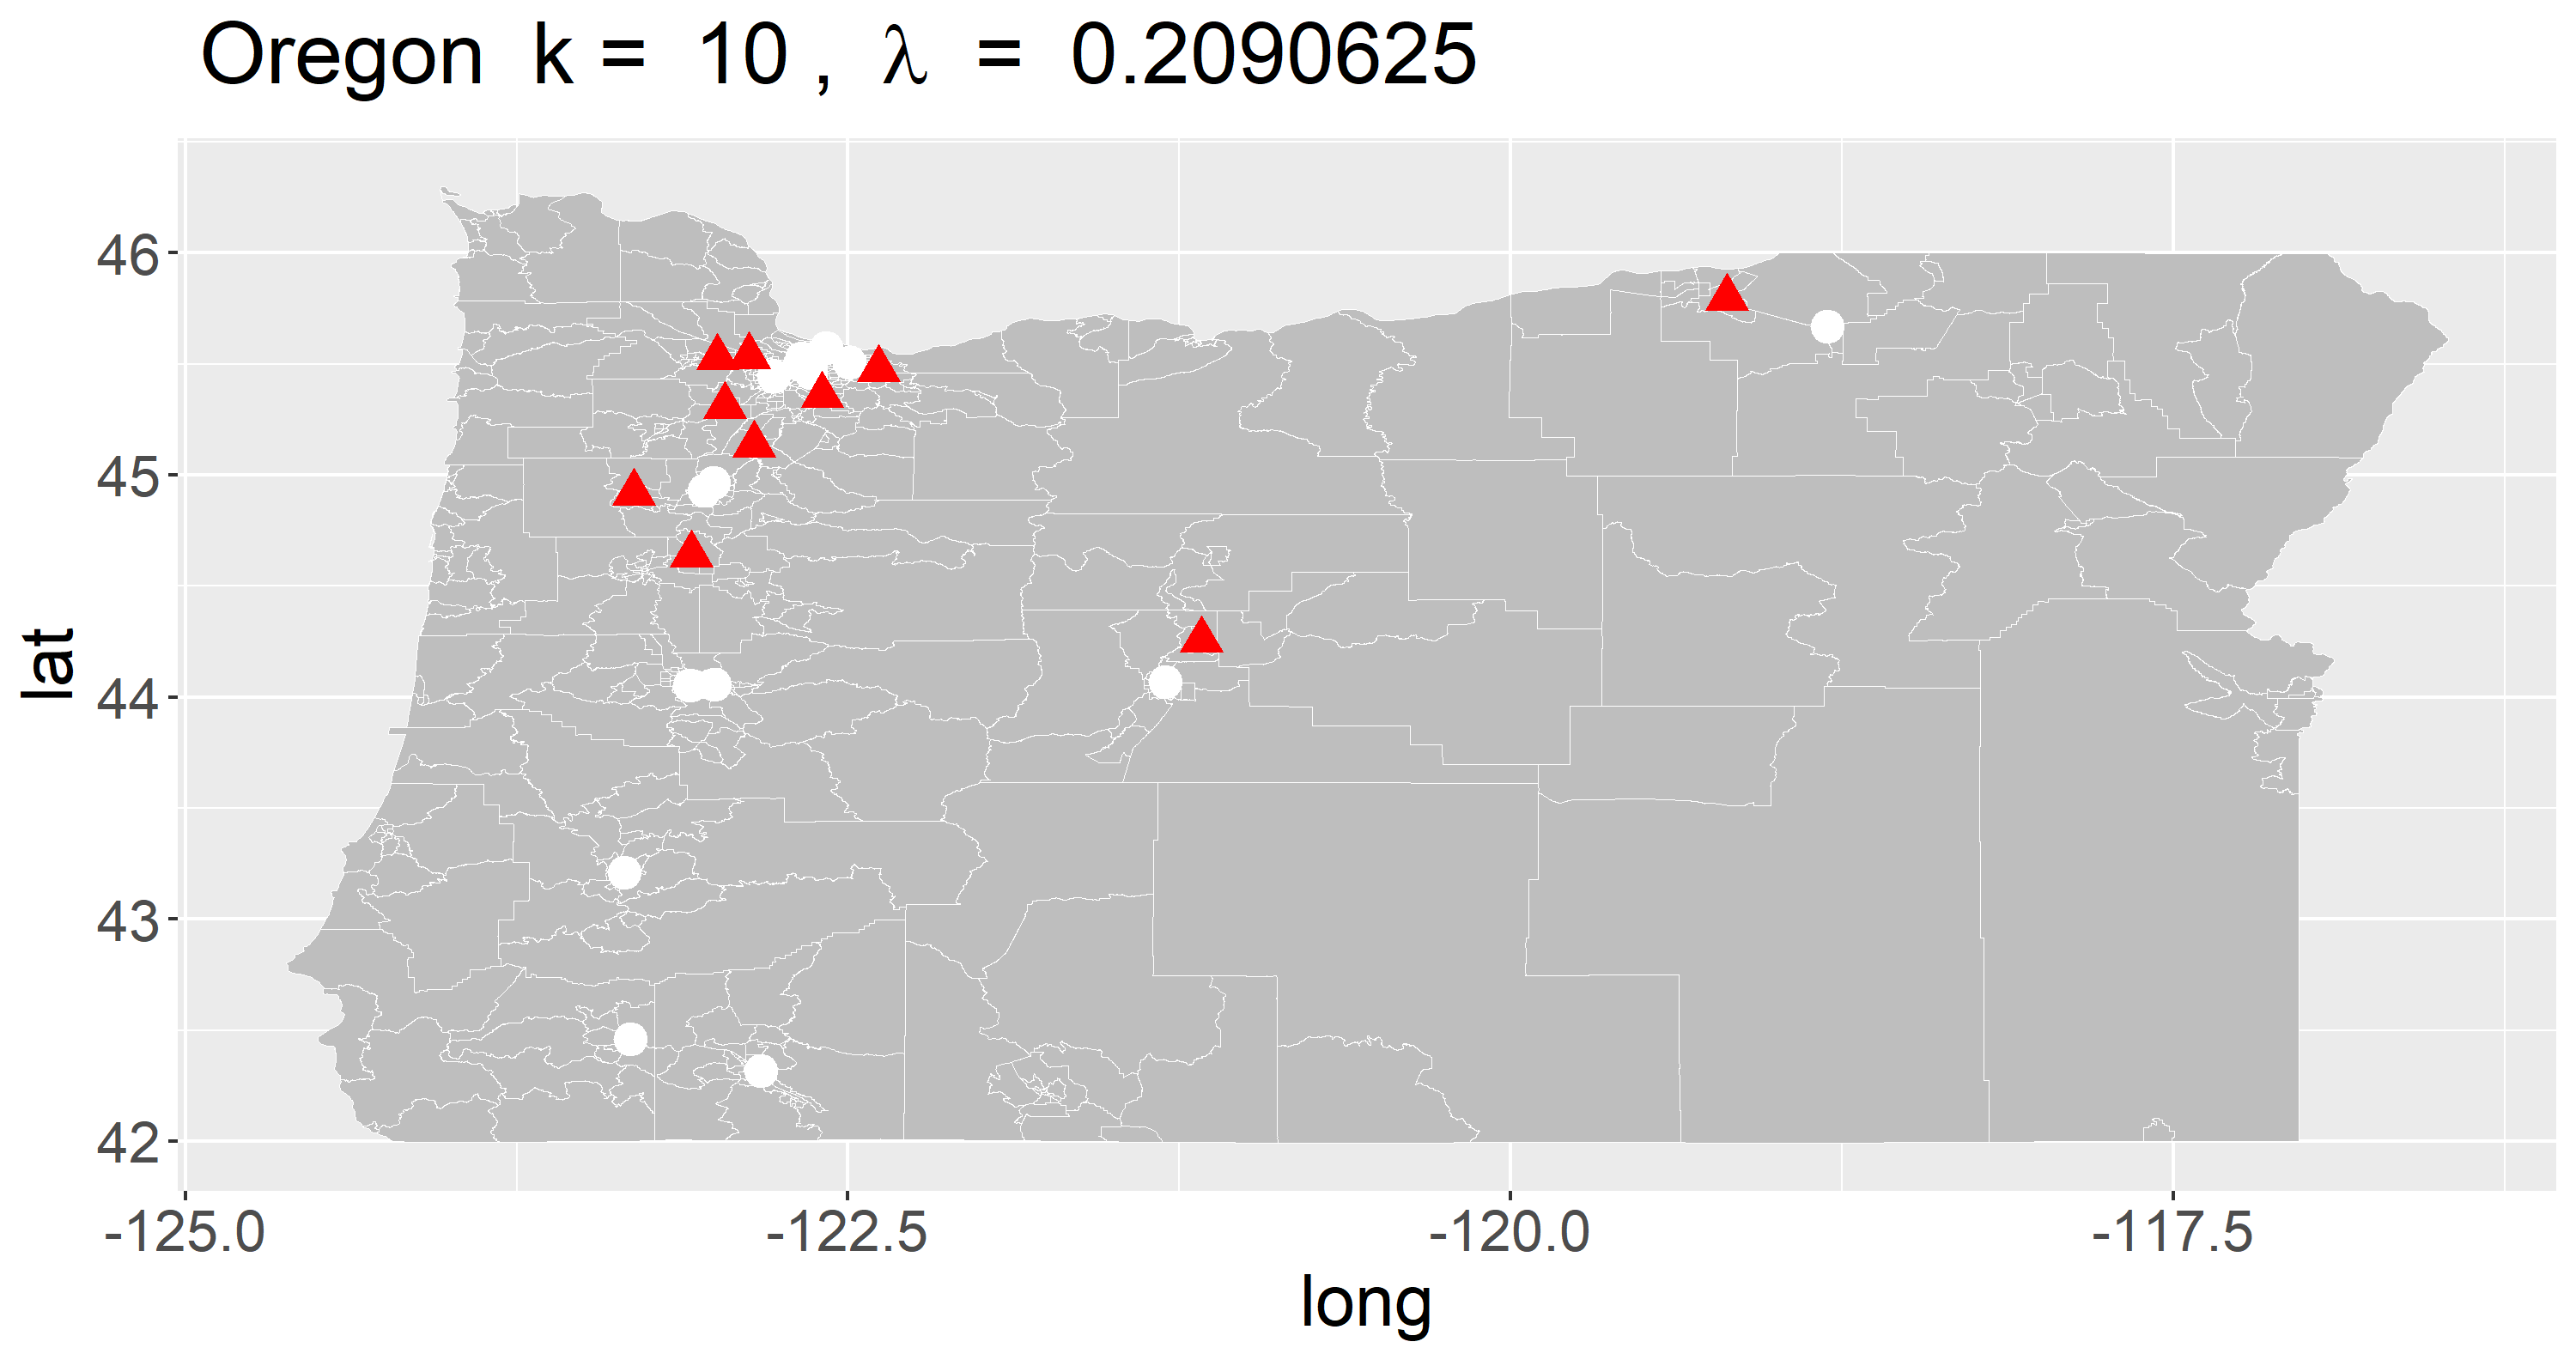 Oregon k = 10 , λ = 0.2090625
46
45
44
43
42
lat
-125.0 -122.5 -120.0 -117.5
long